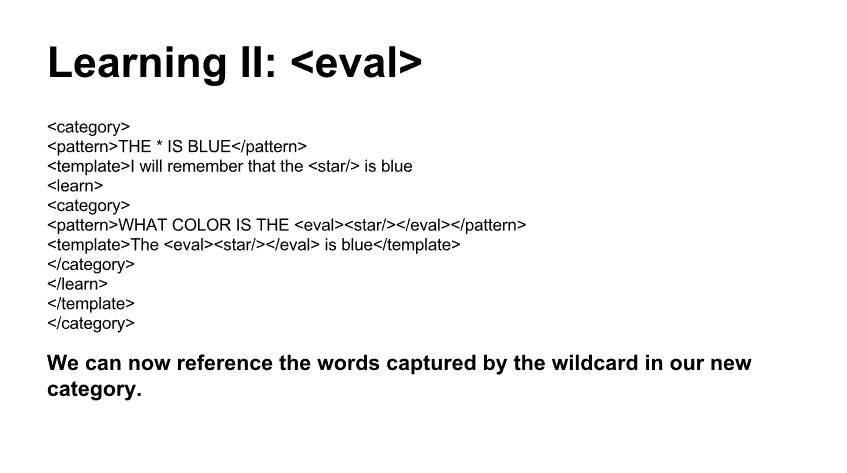 Learning II: <eval>
<category>
<pattern>THE * IS BLUE</pattern>
<template>I will remember that the <star/> is blue
<learn>
<category>
<pattern>WHAT COLOR IS THE <eval><star/></eval></pattern>
<template>The <eval><star/></eval> is blue</template>
</category>
</learn>
</template>
</category>
We can now reference the words captured by the wildcard in our new
category.